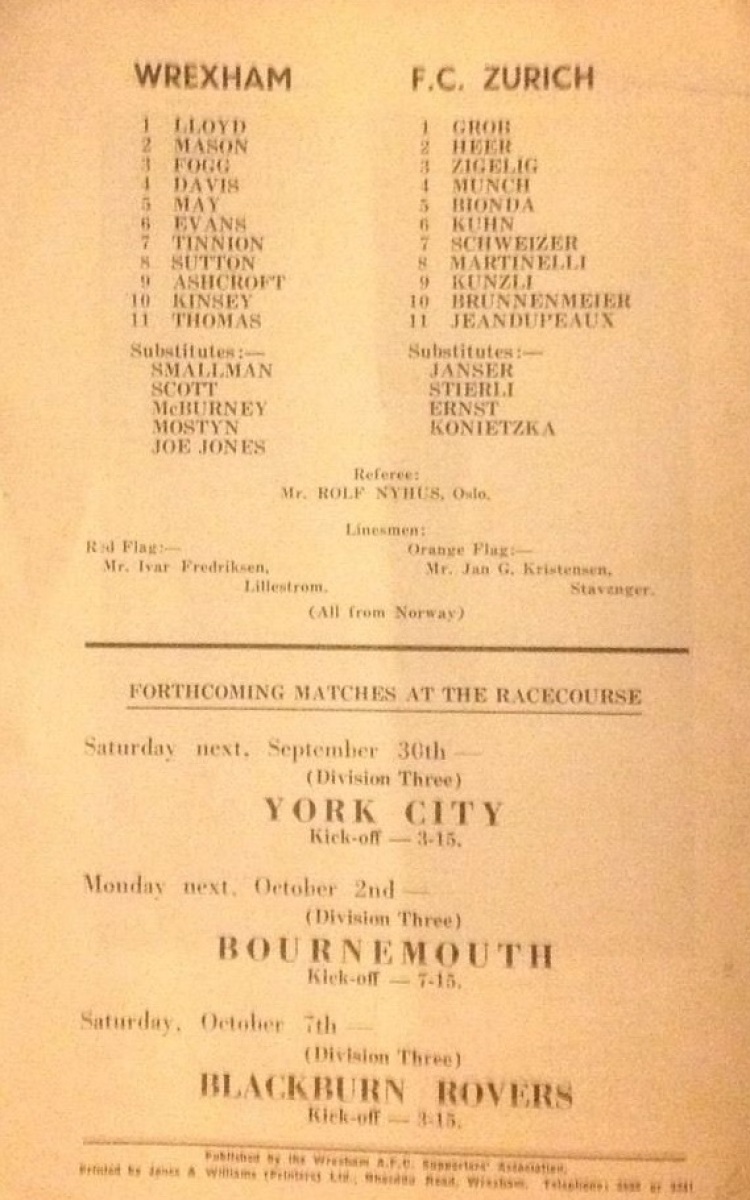 WREXHAM F.C. ZURICH
1 LLOYD 1 GROB
2 MASON 2 HEER
3 FOGG 3 ZIGELIG
4 DAVIS 4 MUNCH
5 MAY 5 BIONDA
6 EVANS 6 KUHN
7 TINNION 7 SCHWEIZER
8 SUTTON 8 MARTINELLI
9 ASHCROFT 9 KUNZLI
10 KINSEY 10 BRUNNENMEIER
11 THOMAS 11 JEANDUPEAUX
Substitutes:— Substitutes:—
SMALLMAN JANSER
SCOTT STIERLI
McBURNEY ERNST
MOSTYN KONIETZKA
JOE JONES
Referee:
Mr. ROLF NYHUS, Oslo.
Linesmen:
Red Flag:— Orange Flag:—
Mr. Ivar Fredriksen, Mr. Jan G. Kristensen,
Lillestrom. Stavanger.
(All from Norway)
FORTHCOMING MATCHES AT THE RACECOURSE
Saturday next, September 30th —
(Division Three)
YORK CITY
Kick-off — 3-15.
Monday next, October 2nd —
(Division Three)
BOURNEMOUTH
Kick-off — 7-15.
Saturday, October 7th —
(Division Three)
BLACKBURN ROVERS
Kick-off — 3-15.
Published by the Wrexham A.F.C. Supporters' Association.
Printed by Jones & Williams (Printers) Ltd., Rhosddu Road, Wrexham. Telephone: